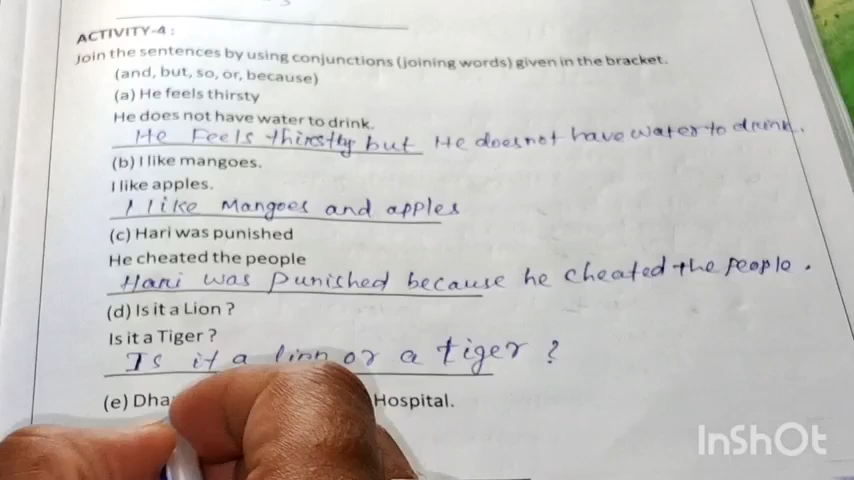 ACTIVITY-4 :
Join the sentences by using conjunctions (joining words) given in the bracket.
(and, but, so, or, because)
(a) He feels thirsty
He does not have water to drink.
He Feels thirstly but He does not have water to drink.
(b) I like mangoes.
I like apples.
I like Mangoes and apples
(c) Hari was punished
He cheated the people
Hari was Punished because he cheated the people.
(d) Is it a Lion ?
Is it a Tiger ?
Is it a lion or a tiger ?
(e) Hospital.
InShOt